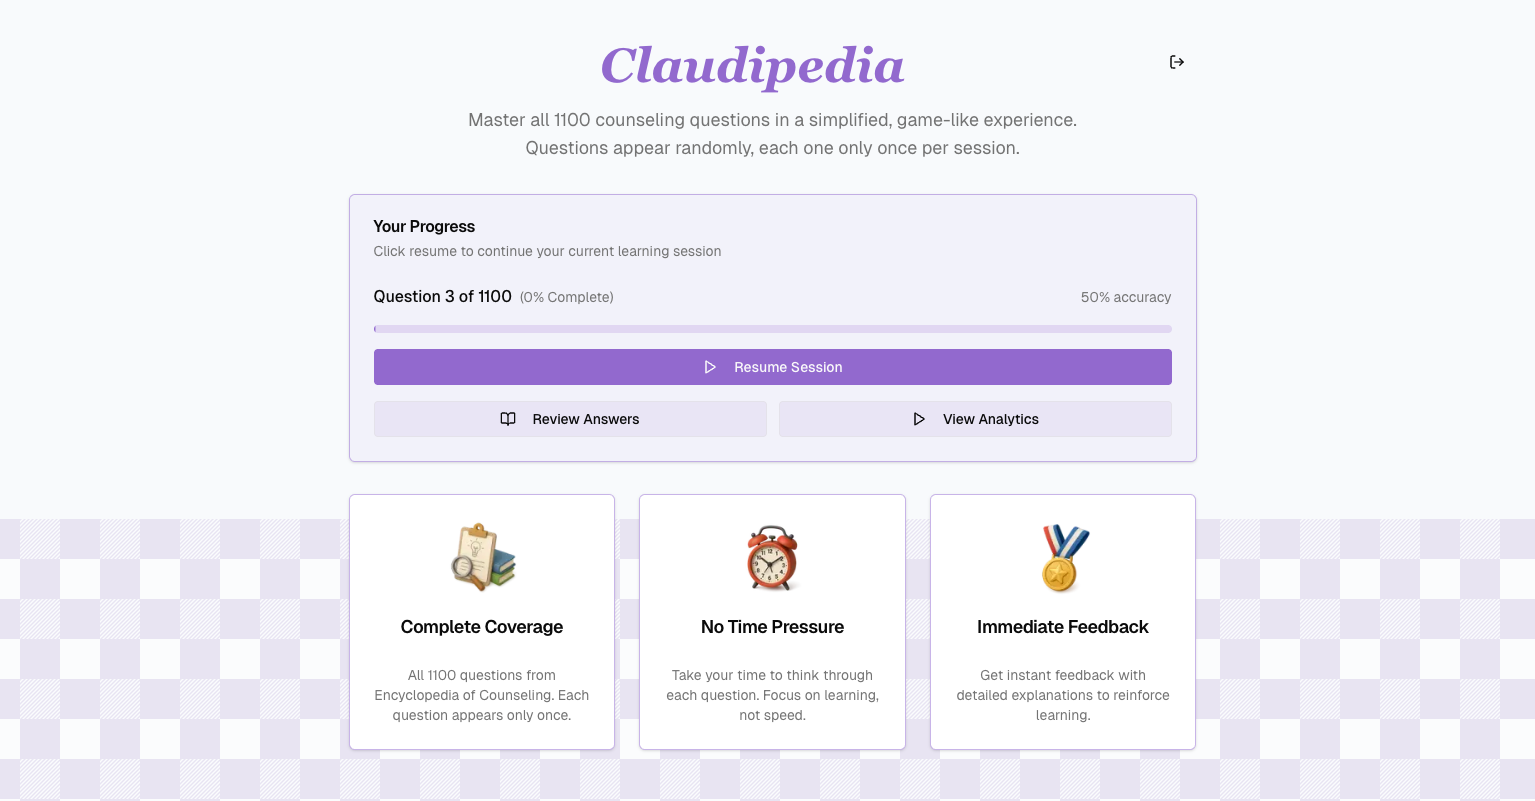 Claudipedia
Master all 1100 counseling questions in a simplified, game-like experience.
Questions appear randomly, each one only once per session.
Your Progress
Click resume to continue your current learning session
Question 3 of 1100 (0% Complete) 50% accuracy
Resume Session
Review Answers View Analytics
Complete Coverage
All 1100 questions from
Encyclopedia of Counseling. Each
question appears only once.
No Time Pressure
Take your time to think through
each question. Focus on learning,
not speed.
Immediate Feedback
Get instant feedback with
detailed explanations to reinforce
learning.